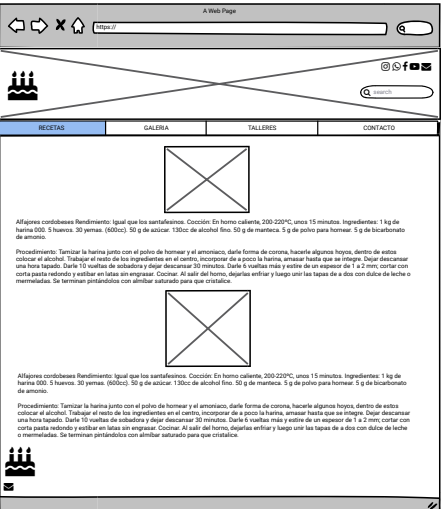 A Web Page
https://
search
RECETAS GALERIA TALLERES CONTACTO
Alfajores cordobeses Rendimiento: Igual que los santafesinos. Cocción: En horno caliente, 200-220ºC, unos 15 minutos. Ingredientes: 1 kg de
harina 000. 5 huevos. 30 yemas. (600cc). 50 g de azúcar. 130cc de alcohol fino. 50 g de manteca. 5 g de polvo para hornear. 5 g de bicarbonato
de amonio.
Procedimiento: Tamizar la harina junto con el polvo de hornear y el amoniaco, darle forma de corona, hacerle algunos hoyos, dentro de estos
colocar el alcohol. Trabajar el resto de los ingredientes en el centro, incorporar de a poco la harina, amasar hasta que se integre. Dejar descansar
una hora tapado. Darle 10 vueltas de sobadora y dejar descansar 30 minutos. Darle 6 vueltas más y estire de un espesor de 1 a 2 mm; cortar con
corta pasta redondo y estibar en latas sin engrasar. Cocinar. Al salir del horno, dejarlas enfriar y luego unir las tapas de a dos con dulce de leche o
mermeladas. Se terminan pintándolos con almíbar saturado para que cristalice.
Alfajores cordobeses Rendimiento: Igual que los santafesinos. Cocción: En horno caliente, 200-220ºC, unos 15 minutos. Ingredientes: 1 kg de
harina 000. 5 huevos. 30 yemas. (600cc). 50 g de azúcar. 130cc de alcohol fino. 50 g de manteca. 5 g de polvo para hornear. 5 g de bicarbonato
de amonio.
Procedimiento: Tamizar la harina junto con el polvo de hornear y el amoniaco, darle forma de corona, hacerle algunos hoyos, dentro de estos
colocar el alcohol. Trabajar el resto de los ingredientes en el centro, incorporar de a poco la harina, amasar hasta que se integre. Dejar descansar
una hora tapado. Darle 10 vueltas de sobadora y dejar descansar 30 minutos. Darle 6 vueltas más y estire de un espesor de 1 a 2 mm; cortar con
corta pasta redondo y estibar en latas sin engrasar. Cocinar. Al salir del horno, dejarlas enfriar y luego unir las tapas de a dos con dulce de leche
o mermeladas. Se terminan pintándolos con almíbar saturado para que cristalice.